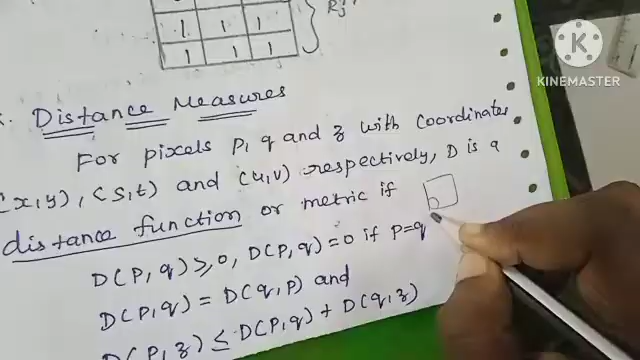 1 1 1
1 1 1
Rj
KINEMASTER
Distance Measures
For pixels P, q and z with coordinates
(x,y), (s,t) and (u,v) respectively, D is a
distance function or metric if
D(P,q) ≥ 0, D(P,q) = 0 if P=q
D(P,q) = D(q,P) and
D(P,z) ≤ D(P,q) + D(q,z)